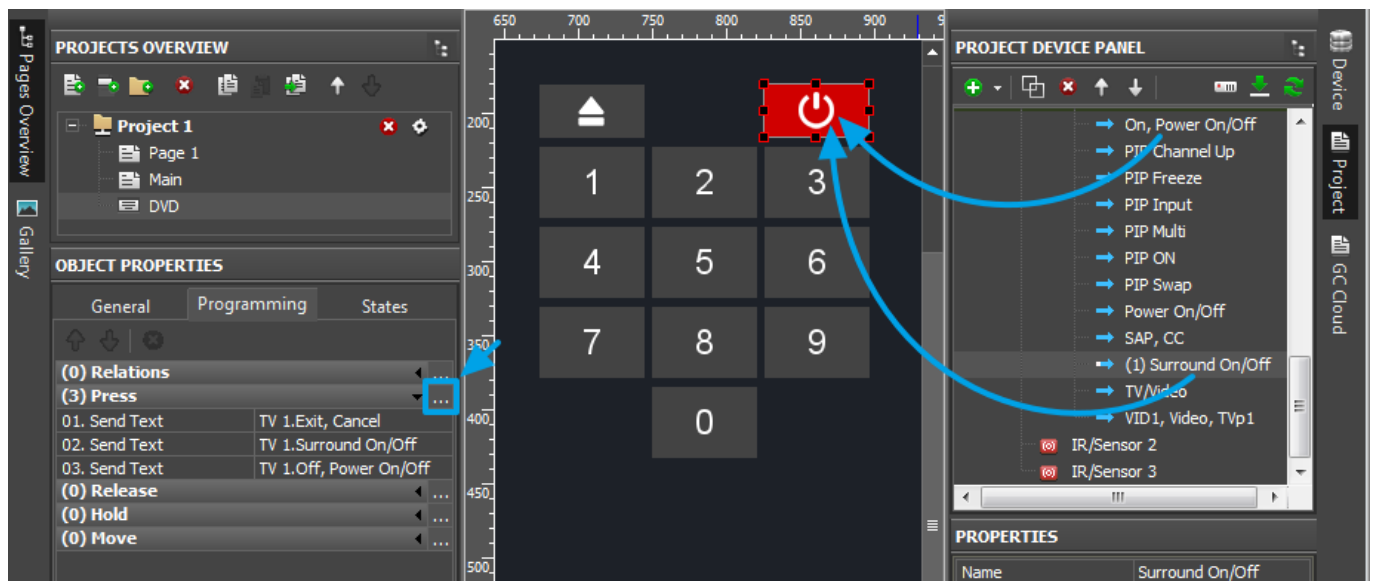 Pages Overview
Gallery
PROJECTS OVERVIEW
Project 1
Page 1
Main
DVD
OBJECT PROPERTIES
General Programming States
(0) Relations ...
(3) Press ...
01. Send Text TV 1.Exit, Cancel
02. Send Text TV 1.Surround On/Off
03. Send Text TV 1.Off, Power On/Off
(0) Release ...
(0) Hold ...
(0) Move ...
650 700 750 800 850 900 9
200
250
300
350
400
450
500
1 2 3
4 5 6
7 8 9
0
PROJECT DEVICE PANEL
On, Power On/Off
PIP Channel Up
PIP Freeze
PIP Input
PIP Multi
PIP ON
PIP Swap
Power On/Off
SAP, CC
(1) Surround On/Off
TV/Video
VID1, Video, TVp1
IR/Sensor 2
IR/Sensor 3
PROPERTIES
Name Surround On/Off
Device
Project
GC Cloud